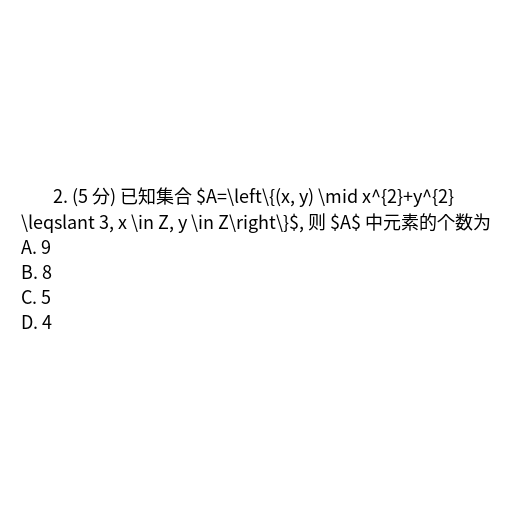 2. (5 分) 已知集合 $A=\left\{(x, y) \mid x^{2}+y^{2}
\leqslant 3, x \in Z, y \in Z\right\}$, 则 $A$ 中元素的个数为
A. 9
B. 8
C. 5
D. 4